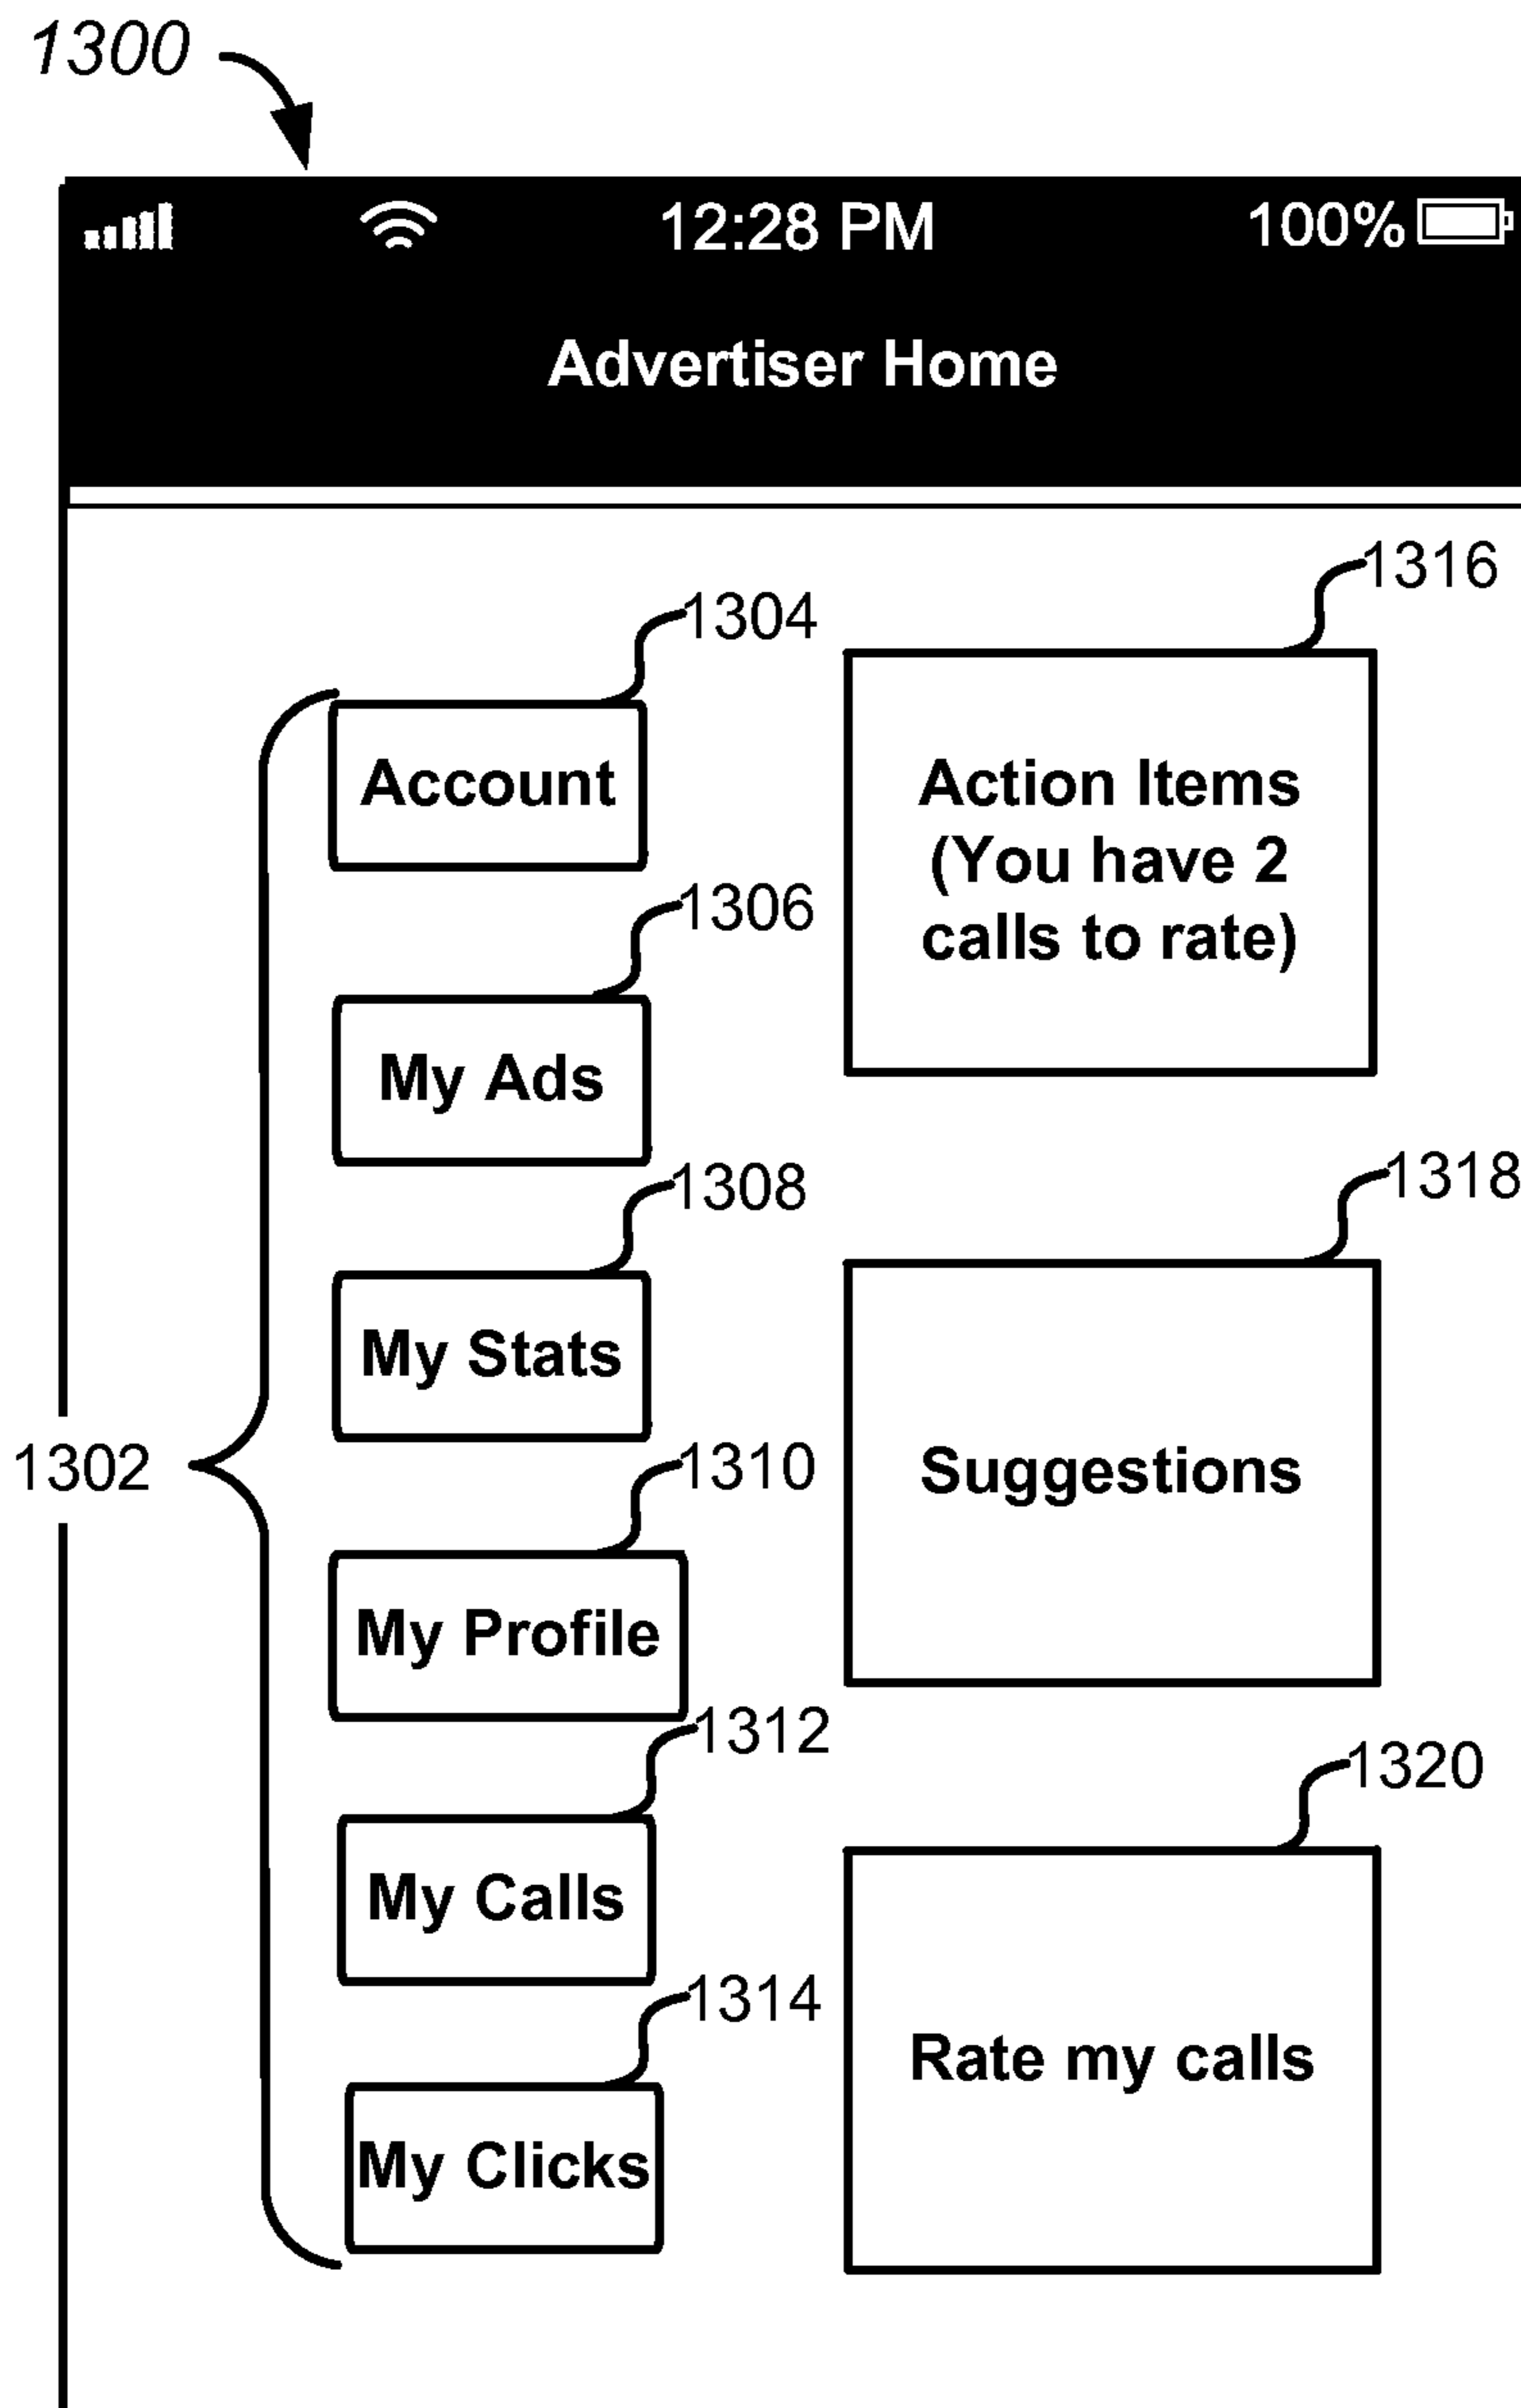 1300
12:28 PM 100%
Advertiser Home
1316
1304
Account
Action Items
(You have 2
calls to rate)
1306
My Ads
1318
1308
My Stats
1302
1310
Suggestions
My Profile
1312
1320
My Calls
1314
Rate my calls
My Clicks